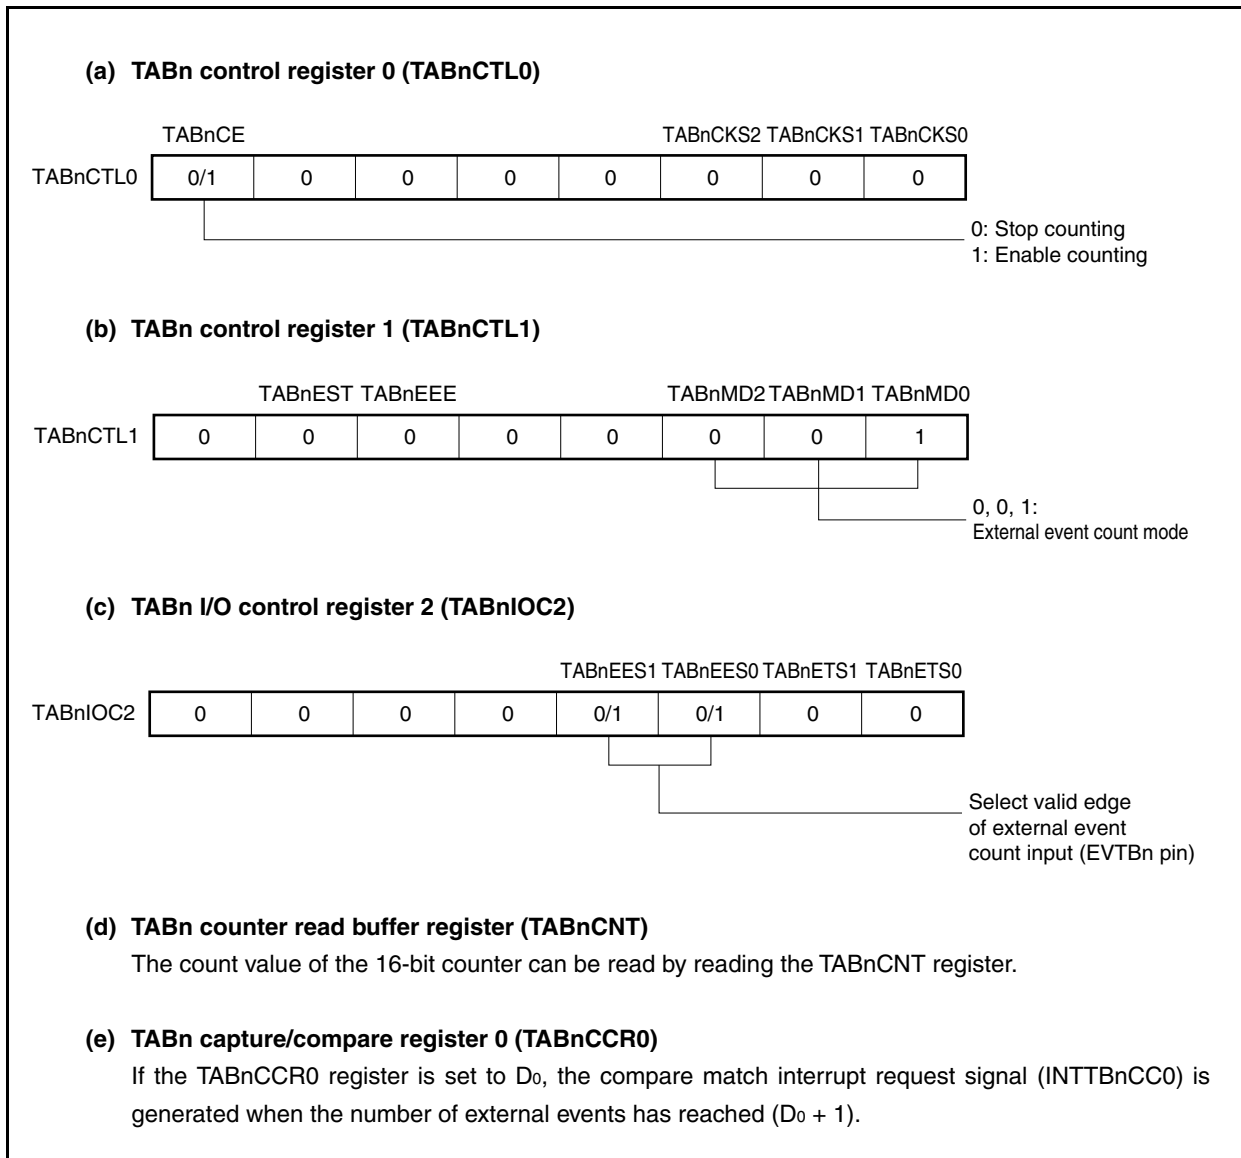 (a) TABn control register 0 (TABnCTL0)
TABnCE TABnCKS2 TABnCKS1 TABnCKS0
TABnCTL0 0/1 0 0 0 0 0 0 0
0: Stop counting
1: Enable counting
(b) TABn control register 1 (TABnCTL1)
TABnEST TABnEEE TABnMD2 TABnMD1 TABnMD0
TABnCTL1 0 0 0 0 0 0 0 1
0, 0, 1:
External event count mode
(c) TABn I/O control register 2 (TABnIOC2)
TABnEES1 TABnEES0 TABnETS1 TABnETS0
TABnIOC2 0 0 0 0 0/1 0/1 0 0
Select valid edge
of external event
count input (EVTBn pin)
(d) TABn counter read buffer register (TABnCNT)
The count value of the 16-bit counter can be read by reading the TABnCNT register.
(e) TABn capture/compare register 0 (TABnCCR0)
If the TABnCCR0 register is set to D0, the compare match interrupt request signal (INTTBnCC0) is
generated when the number of external events has reached (D0 + 1).